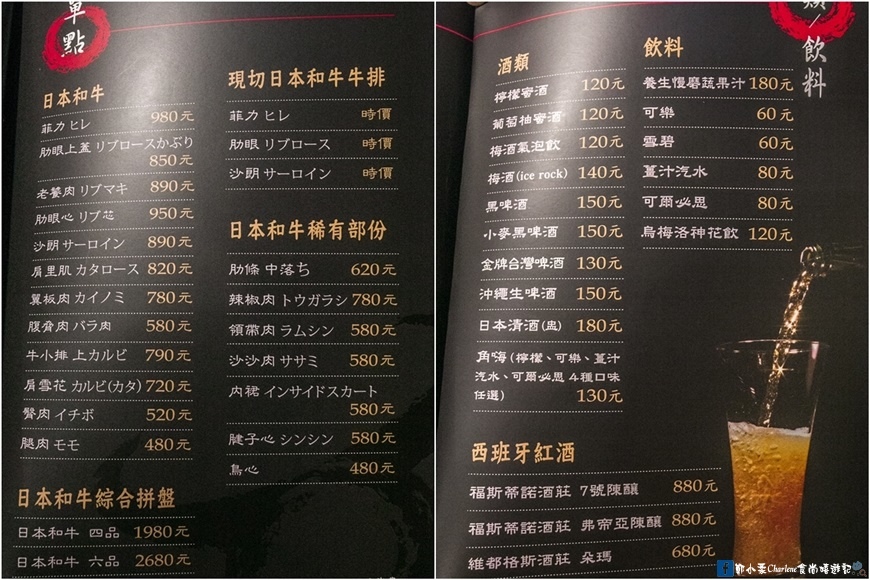 單點
日本和牛
菲力 ヒレ 980元
肋眼上蓋 リブロースかぶり
850元
老饕肉 リブマキ 890元
肋眼心 リブ芯 950元
沙朗 サーロイン 890元
肩里肌 カタロース 820元
翼板肉 カイノミ 780元
腹脅肉 バラ肉 580元
牛小排 上カルビ 790元
肩雪花 カルビ(カタ) 720元
臀肉 イチボ 520元
腿肉 モモ 480元
日本和牛綜合拼盤
日本和牛 四品 1980元
日本和牛 六品 2680元
現切日本和牛牛排
菲力 ヒレ 時價
肋眼 リブロース 時價
沙朗 サーロイン 時價
日本和牛稀有部份
肋條 中落ち 620元
辣椒肉 トウガラシ 780元
領帶肉 ラムシン 580元
沙沙肉 ササミ 580元
內裙 インサイドスカート
580元
腱子心 シンシン 580元
鳥心 480元
類/飲料
酒類
檸檬蜜酒 120元
葡萄柚蜜酒 120元
梅酒氣泡飲 120元
梅酒(ice rock) 140元
黑啤酒 150元
小麥黑啤酒 150元
金牌台灣啤酒 130元
沖繩生啤酒 150元
日本清酒(盅) 180元
角嗨(檸檬、可樂、薑汁
汽水、可爾必思 4種口味
任選) 130元
西班牙紅酒
福斯蒂諾酒莊 7號陳釀 880元
福斯蒂諾酒莊 弗帝亞陳釀 880元
維都格斯酒莊 朵瑪 680元
飲料
養生慢磨蔬果汁 180元
可樂 60元
雪碧 60元
薑汁汽水 80元
可爾必思 80元
烏梅洛神花飲 120元
Charlene食尚嬉遊記